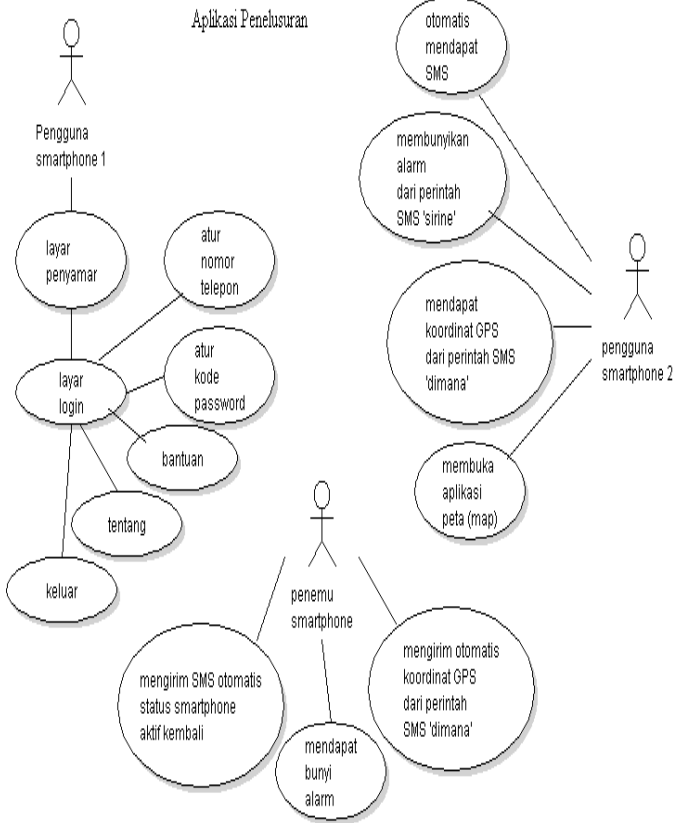 Aplikasi Penelusuran
Pengguna
smartphone 1
layar
penyamar
layar
login
atur
nomor
telepon
atur
kode
password
bantuan
tentang
keluar
otomatis
mendapat
SMS
membunyikan
alarm
dari perintah
SMS 'sirine'
mendapat
koordinat GPS
dari perintah SMS
'dimana'
membuka
aplikasi
peta (map)
pengguna
smartphone 2
penemu
smartphone
mengirim SMS otomatis
status smartphone
aktif kembali
mendapat
bunyi
alarm
mengirim otomatis
koordinat GPS
dari perintah
SMS 'dimana'